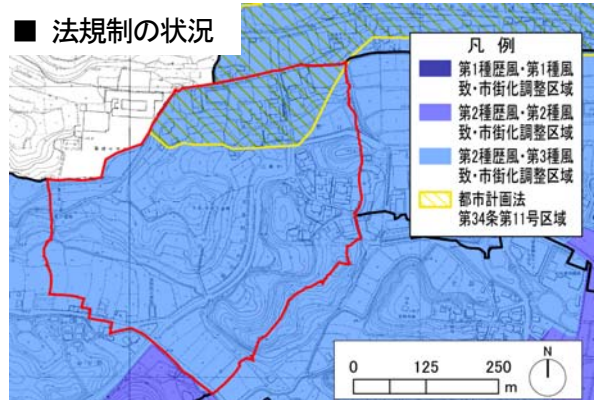 ■ 法規制の状況
凡 例
第1種歴風・第1種風
致・市街化調整区域
第2種歴風・第2種風
致・市街化調整区域
第2種歴風・第3種風
致・市街化調整区域
都市計画法
第34条第11号区域
0 125 250
m
N